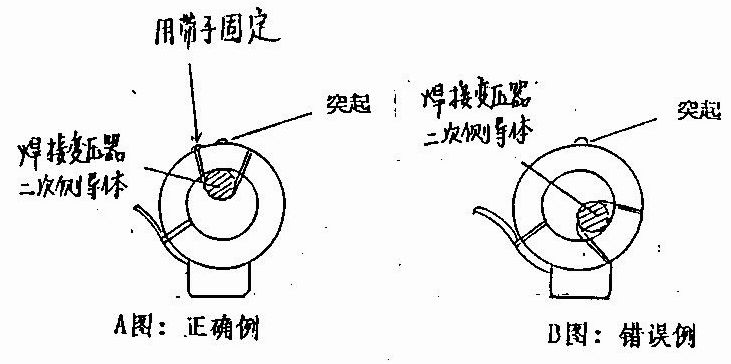 用带子固定
突起
焊接变压器
二次侧导体
A图：正确例
焊接变压器
二次侧导体
突起
B图：错误例